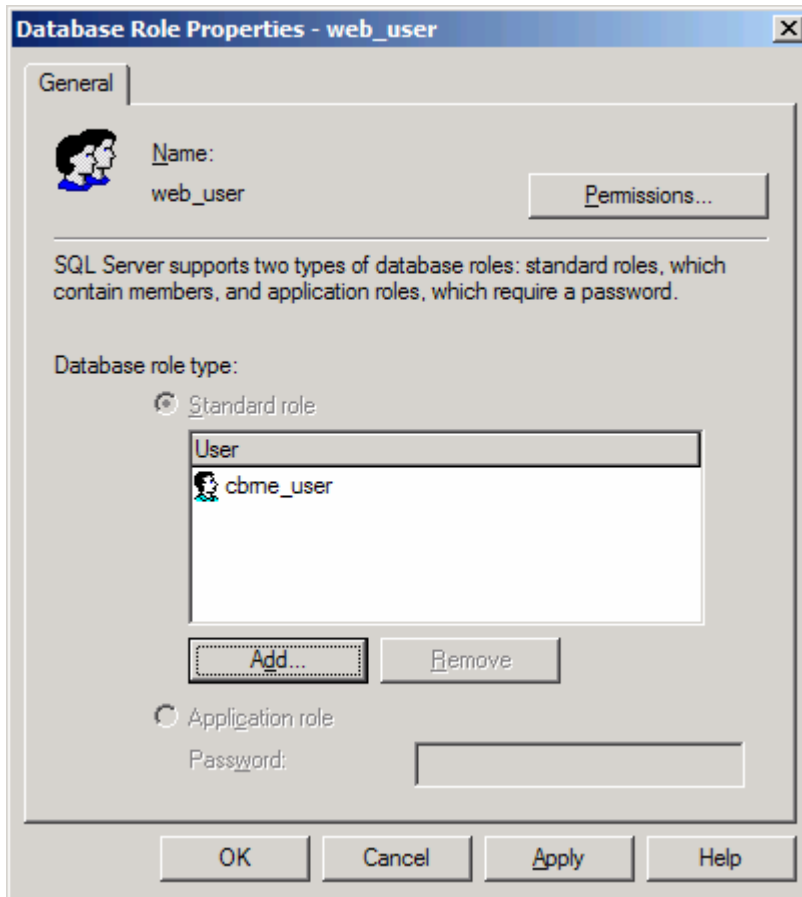 Database Role Properties - web_user
General
Name:
web_user
Permissions...
SQL Server supports two types of database roles: standard roles, which
contain members, and application roles, which require a password.
Database role type:
Standard role
User
cbme_user
Add...
Remove
Application role
Password:
OK
Cancel
Apply
Help